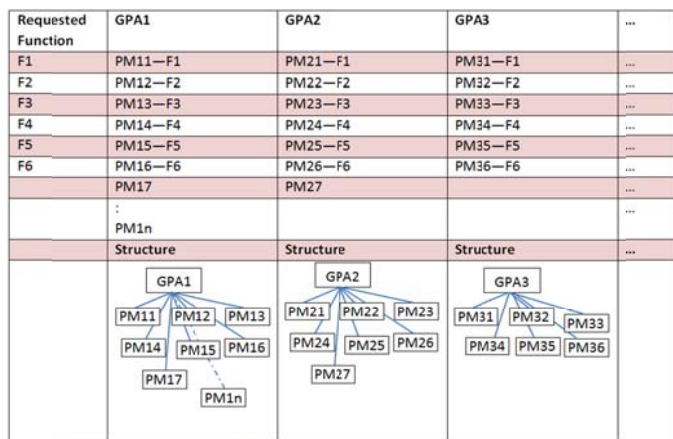 Requested Function GPA1 GPA2 GPA3 ...
F1 PM11—F1 PM21—F1 PM31—F1 ...
F2 PM12—F2 PM22—F2 PM32—F2 ...
F3 PM13—F3 PM23—F3 PM33—F3 ...
F4 PM14—F4 PM24—F4 PM34—F4 ...
F5 PM15—F5 PM25—F5 PM35—F5 ...
F6 PM16—F6 PM26—F6 PM36—F6 ...
PM17 PM27 ...
: ...
PM1n
Structure Structure Structure ...
GPA1 GPA2 GPA3
PM11 PM12 PM13 PM21 PM22 PM23 PM31 PM32 PM33
PM14 PM15 PM16 PM24 PM25 PM26 PM34 PM35 PM36
PM17 PM27
PM1n